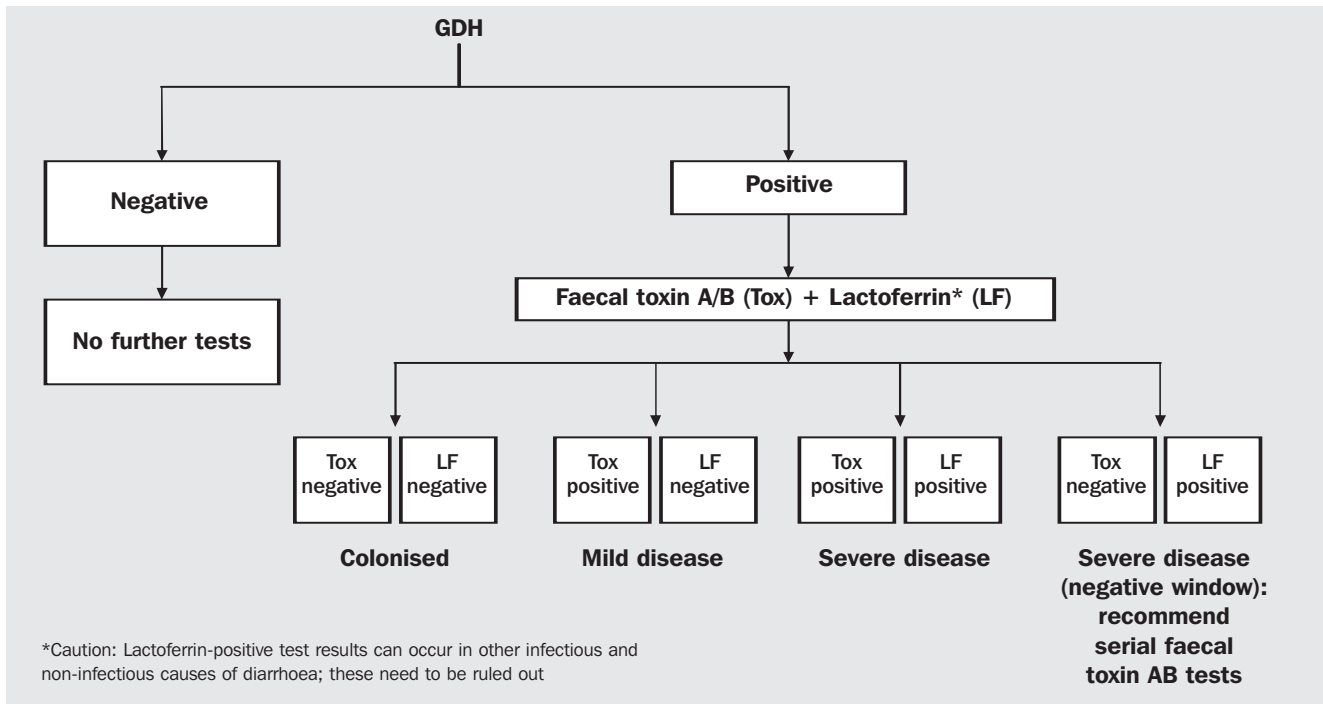 GDH
Negative
Positive
No further tests
Faecal toxin A/B (Tox) + Lactoferrin* (LF)
Tox
negative
LF
negative
Tox
positive
LF
negative
Tox
positive
LF
positive
Tox
negative
LF
positive
Colonised
Mild disease
Severe disease
Severe disease
(negative window):
recommend
serial faecal
toxin AB tests
*Caution: Lactoferrin-positive test results can occur in other infectious and
non-infectious causes of diarrhoea; these need to be ruled out